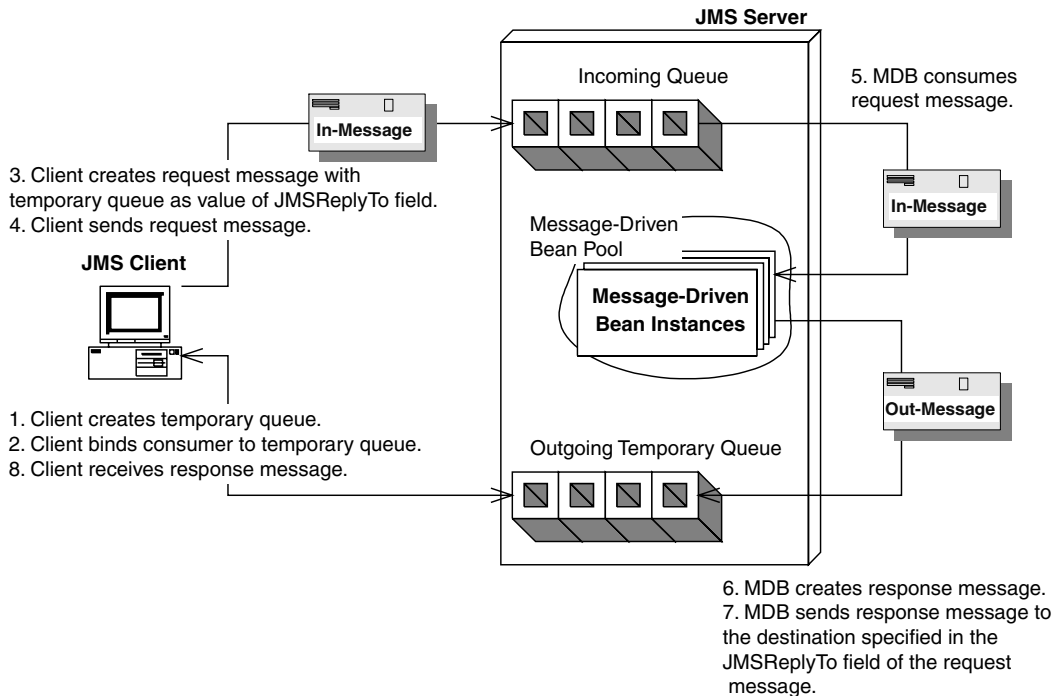 JMS Server
Incoming Queue
5. MDB consumes
request message.
In-Message
3. Client creates request message with
temporary queue as value of JMSReplyTo field.
4. Client sends request message.
In-Message
Message-Driven
Bean Pool
JMS Client
Message-Driven
Bean Instances
Out-Message
1. Client creates temporary queue.
2. Client binds consumer to temporary queue.
8. Client receives response message.
Outgoing Temporary Queue
6. MDB creates response message.
7. MDB sends response message to
the destination specified in the
JMSReplyTo field of the request
message.